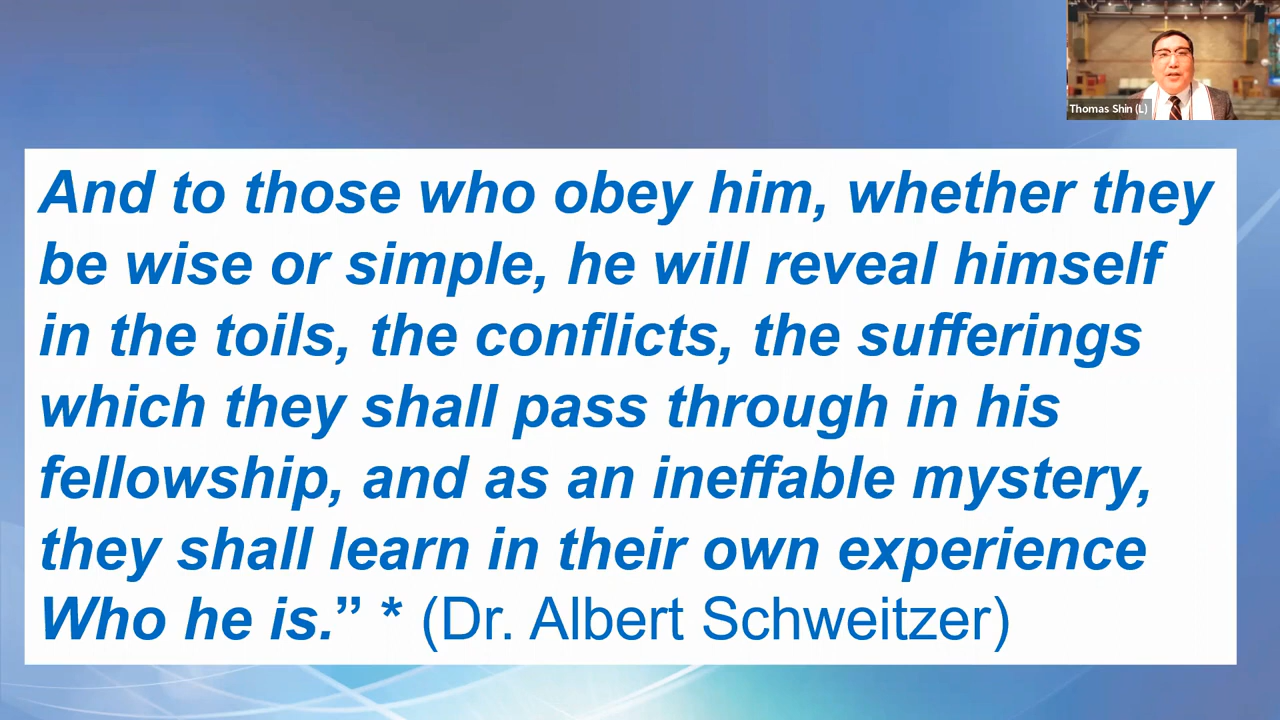 Thomas Shin (L)
And to those who obey him, whether they
be wise or simple, he will reveal himself
in the toils, the conflicts, the sufferings
which they shall pass through in his
fellowship, and as an ineffable mystery,
they shall learn in their own experience
Who he is.” * (Dr. Albert Schweitzer)